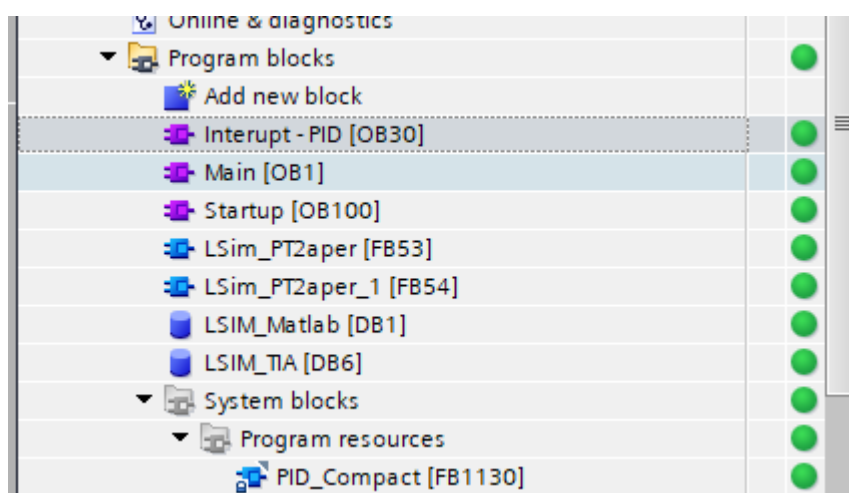 Online & diagnostics
Program blocks
Add new block
Interupt - PID [OB30]
Main [OB1]
Startup [OB100]
LSim_PT2aper [FB53]
LSim_PT2aper_1 [FB54]
LSIM_Matlab [DB1]
LSIM_TIA [DB6]
System blocks
Program resources
PID_Compact [FB1130]